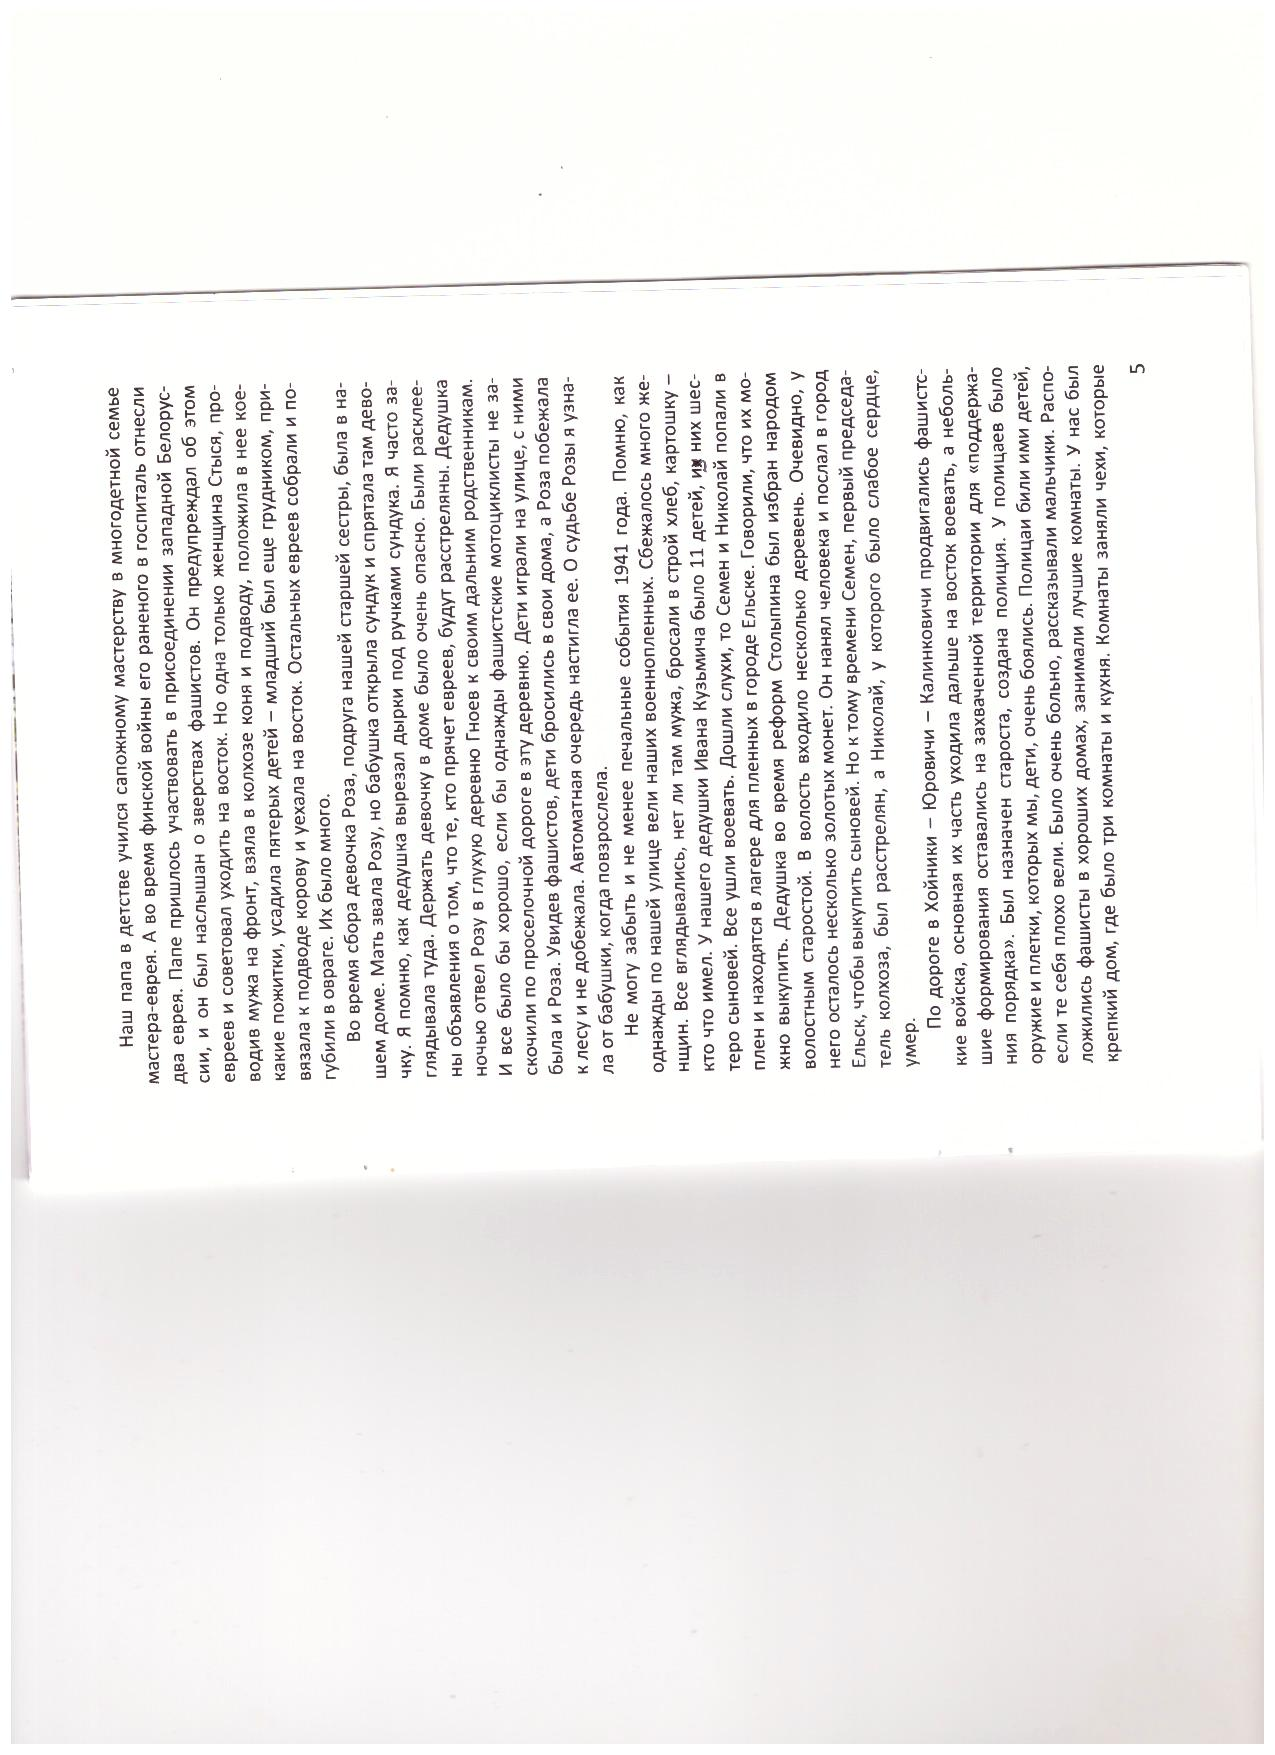 Наш папа в детстве учился сапожному мастерству в многодетной семье
мастера-еврея. А во время финской войны его раненого в госпиталь отнесли
два еврея. Папе пришлось участвовать в присоединении западной Белорус-
сии, и он был наслышан о зверствах фашистов. Он предупреждал об этом
евреев и советовал уходить на восток. Но одна только женщина Стыся, про-
водив мужа на фронт, взяла в колхозе коня и подводу, положила в нее кое-
какие пожитки, усадила пятерых детей – младший был еще грудником, при-
вязала к подводе корову и уехала на восток. Остальных евреев собрали и по-
губили в овраге. Их было много.
Во время сбора девочка Роза, подруга нашей старшей сестры, была в на-
шем доме. Мать звала Розу, но бабушка открыла сундук и спрятала там дево-
чку. Я помню, как дедушка вырезал дырки под ручками сундука. Я часто за-
глядывала туда. Держать девочку в доме было очень опасно. Были расклее-
ны объявления о том, что те, кто прячет евреев, будут расстреляны. Дедушка
ночью отвел Розу в глухую деревню Гноев к своим дальним родственникам.
И все было бы хорошо, если бы однажды фашистские мотоциклисты не за-
скочили по проселочной дороге в эту деревню. Дети играли на улице, с ними
была и Роза. Увидев фашистов, дети бросились в свои дома, а Роза побежала
к лесу и не добежала. Автоматная очередь настигла ее. О судьбе Розы я узна-
ла от бабушки, когда повзрослела.
Не могу забыть и не менее печальные события 1941 года. Помню, как
однажды по нашей улице вели наших военнопленных. Сбежалось много же-
нщин. Все вглядывались, нет ли там мужа, бросали в строй хлеб, картошку –
кто что имел. У нашего дедушки Ивана Кузьмича было 11 детей, из них шес-
теро сыновей. Все ушли воевать. Дошли слухи, то Семен и Николай попали в
плен и находятся в лагере для пленных в городе Ельске. Говорили, что их мо-
жно выкупить. Дедушка во время реформ Столыпина был избран народом
волостным старостой. В волость входило несколько деревень. Очевидно, у
него осталось несколько золотых монет. Он нанял человека и послал в город
Ельск, чтобы выкупить сыновей. Но к тому времени Семен, первый председа-
тель колхоза, был расстрелян, а Николай, у которого было слабое сердце,
умер.
По дороге в Хойники – Юровичи – Калинковичи продвигались фашистс-
кие войска, основная их часть уходила дальше на восток воевать, а неболь-
шие формирования оставались на захваченной территории для «поддержа-
ния порядка». Был назначен староста, создана полиция. У полицаев было
оружие и плетки, которых мы, дети, очень боялись. Полицаи били ими детей,
если те себя плохо вели. Было очень больно, рассказывали мальчики. Распо-
ложились фашисты в хороших домах, занимали лучшие комнаты. У нас был
крепкий дом, где было три комнаты и кухня. Комнаты заняли чехи, которые
5